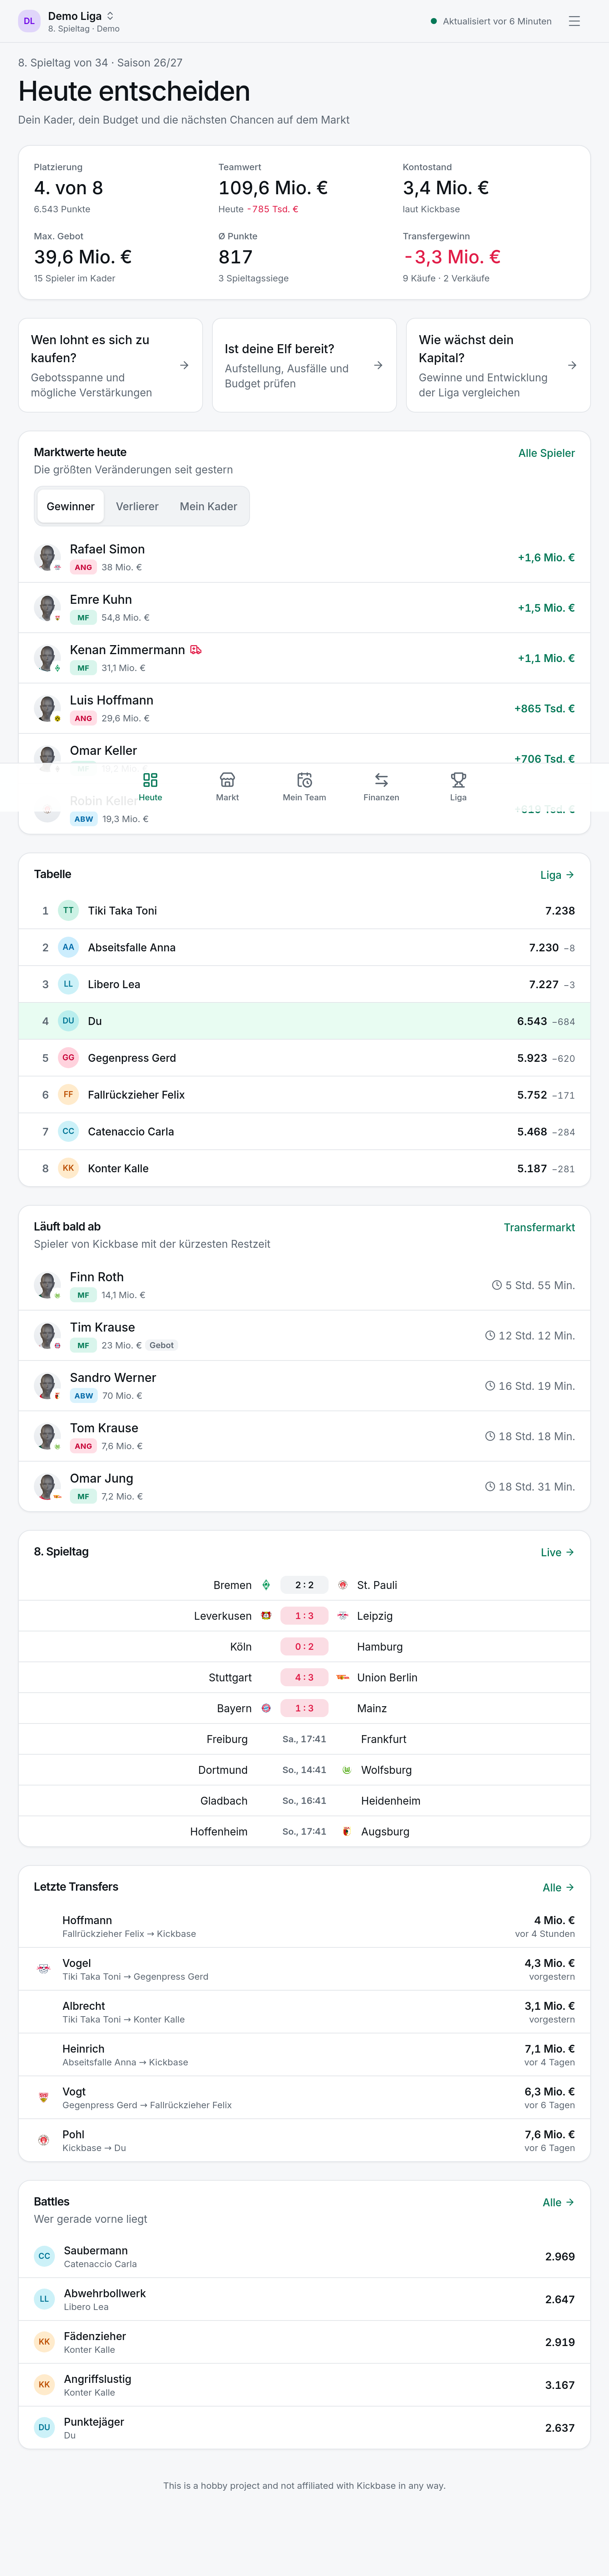 DL
Demo Liga
8. Spieltag · Demo
Aktualisiert vor 6 Minuten
8. Spieltag von 34 · Saison 26/27
Heute entscheiden
Dein Kader, dein Budget und die nächsten Chancen auf dem Markt
Platzierung
4. von 8
6.543 Punkte
Teamwert
109,6 Mio. €
Heute -785 Tsd. €
Kontostand
3,4 Mio. €
laut Kickbase
Max. Gebot
39,6 Mio. €
15 Spieler im Kader
Ø Punkte
817
3 Spieltagssiege
Transfergewinn
-3,3 Mio. €
9 Käufe · 2 Verkäufe
Wen lohnt es sich zu
kaufen?
Gebotsspanne und
mögliche Verstärkungen
Ist deine Elf bereit?
Aufstellung, Ausfälle und
Budget prüfen
Wie wächst dein
Kapital?
Gewinne und Entwicklung
der Liga vergleichen
Marktwerte heute
Alle Spieler
Die größten Veränderungen seit gestern
Gewinner Verlierer Mein Kader
Rafael Simon
ANG 38 Mio. €
+1,6 Mio. €
Emre Kuhn
MF 54,8 Mio. €
+1,5 Mio. €
Kenan Zimmermann
MF 31,1 Mio. €
+1,1 Mio. €
Luis Hoffmann
ANG 29,6 Mio. €
+865 Tsd. €
Omar Keller
+706 Tsd. €
Heute Markt Mein Team Finanzen Liga
Robin Keller
ABW 19,3 Mio. €
Tabelle
Liga →
1 TT Tiki Taka Toni 7.238
2 AA Abseitsfalle Anna 7.230 −8
3 LL Libero Lea 7.227 −3
4 DU Du 6.543 −684
5 GG Gegenpress Gerd 5.923 −620
6 FF Fallrückzieher Felix 5.752 −171
7 CC Catenaccio Carla 5.468 −284
8 KK Konter Kalle 5.187 −281
Läuft bald ab
Transfermarkt
Spieler von Kickbase mit der kürzesten Restzeit
Finn Roth
MF 14,1 Mio. €
5 Std. 55 Min.
Tim Krause
MF 23 Mio. € Gebot
12 Std. 12 Min.
Sandro Werner
ABW 70 Mio. €
16 Std. 19 Min.
Tom Krause
ANG 7,6 Mio. €
18 Std. 18 Min.
Omar Jung
MF 7,2 Mio. €
18 Std. 31 Min.
8. Spieltag
Live →
Bremen 2 : 2 St. Pauli
Leverkusen 1 : 3 Leipzig
Köln 0 : 2 Hamburg
Stuttgart 4 : 3 Union Berlin
Bayern 1 : 3 Mainz
Freiburg Sa., 17:41 Frankfurt
Dortmund So., 14:41 Wolfsburg
Gladbach So., 16:41 Heidenheim
Hoffenheim So., 17:41 Augsburg
Letzte Transfers
Alle →
Hoffmann
Fallrückzieher Felix → Kickbase
4 Mio. €
vor 4 Stunden
Vogel
Tiki Taka Toni → Gegenpress Gerd
4,3 Mio. €
vorgestern
Albrecht
Tiki Taka Toni → Konter Kalle
3,1 Mio. €
vorgestern
Heinrich
Abseitsfalle Anna → Kickbase
7,1 Mio. €
vor 4 Tagen
Vogt
Gegenpress Gerd → Fallrückzieher Felix
6,3 Mio. €
vor 6 Tagen
Pohl
Kickbase → Du
7,6 Mio. €
vor 6 Tagen
Battles
Alle →
Wer gerade vorne liegt
CC
Saubermann
Catenaccio Carla
2.969
LL
Abwehrbollwerk
Libero Lea
2.647
KK
Fädenzieher
Konter Kalle
2.919
KK
Angriffslustig
Konter Kalle
3.167
DU
Punktejäger
Du
2.637
This is a hobby project and not affiliated with Kickbase in any way.